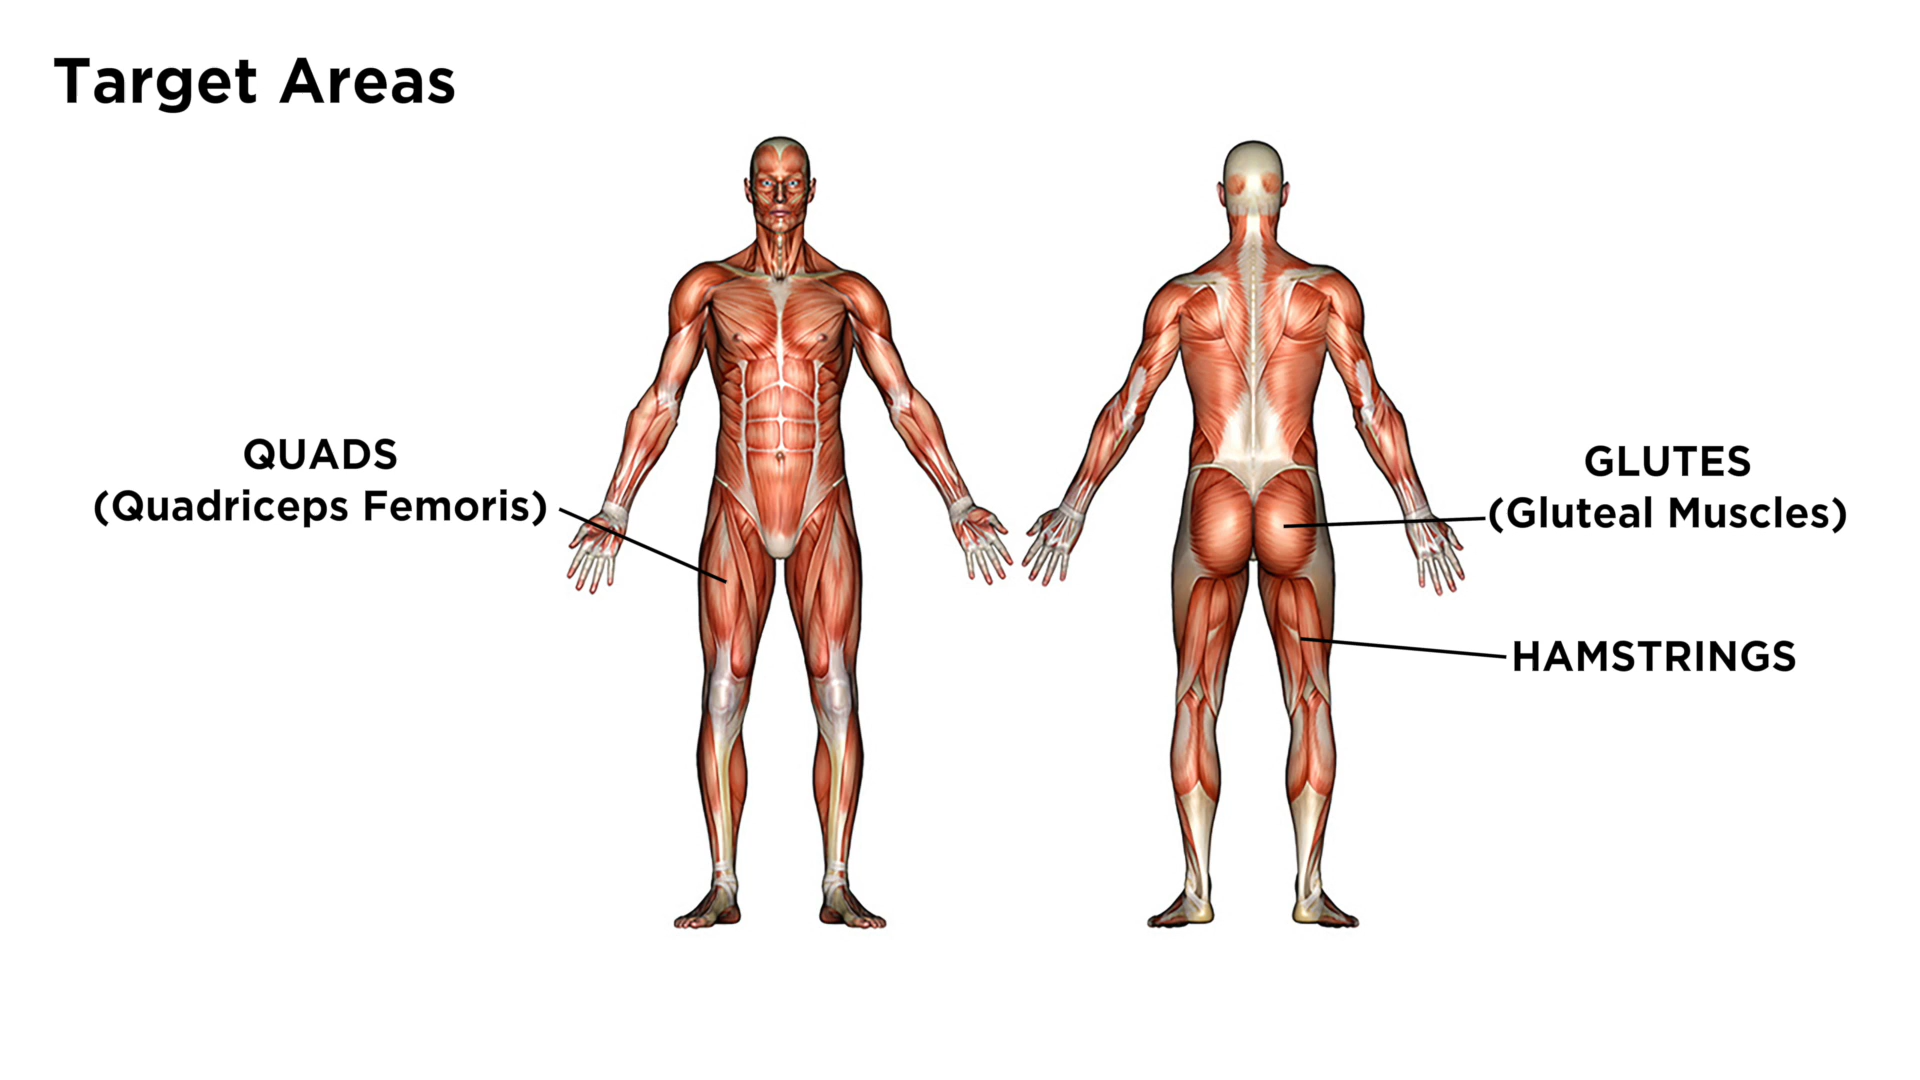 Target Areas
QUADS
(Quadriceps Femoris)
GLUTES
(Gluteal Muscles)
HAMSTRINGS